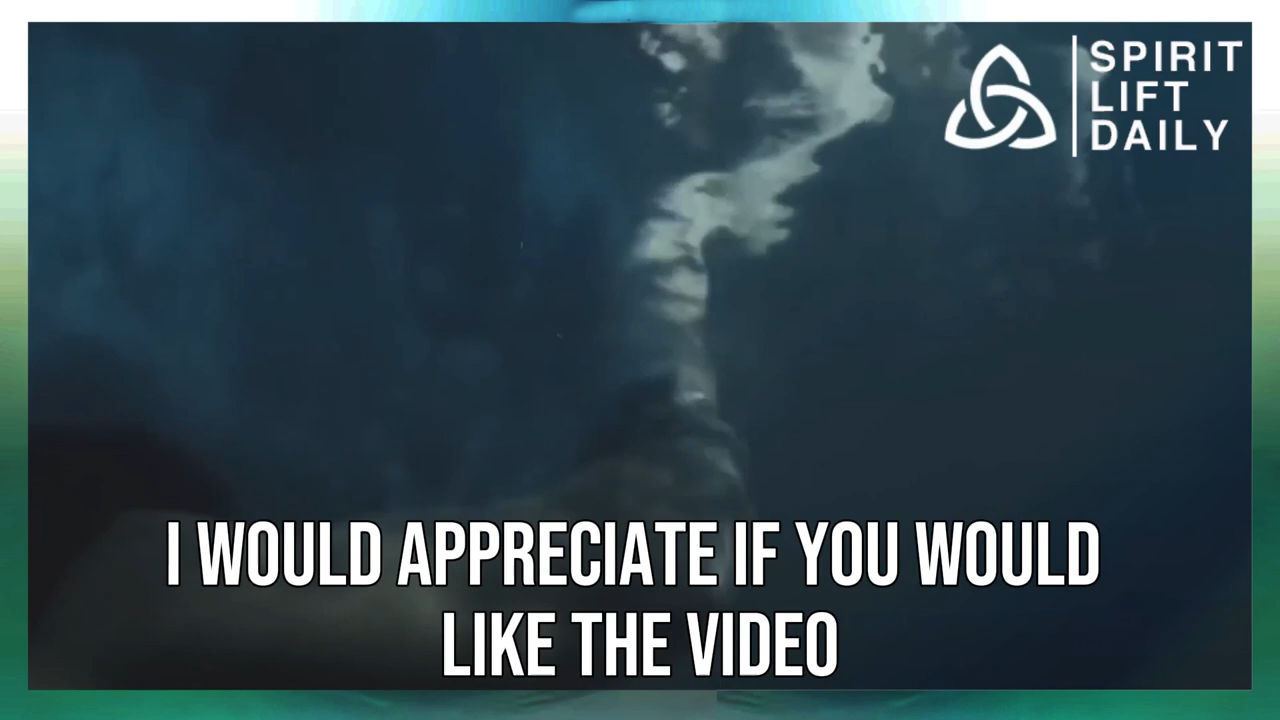 SPIRIT
LIFT
DAILY
I WOULD APPRECIATE IF YOU WOULD
LIKE THE VIDEO